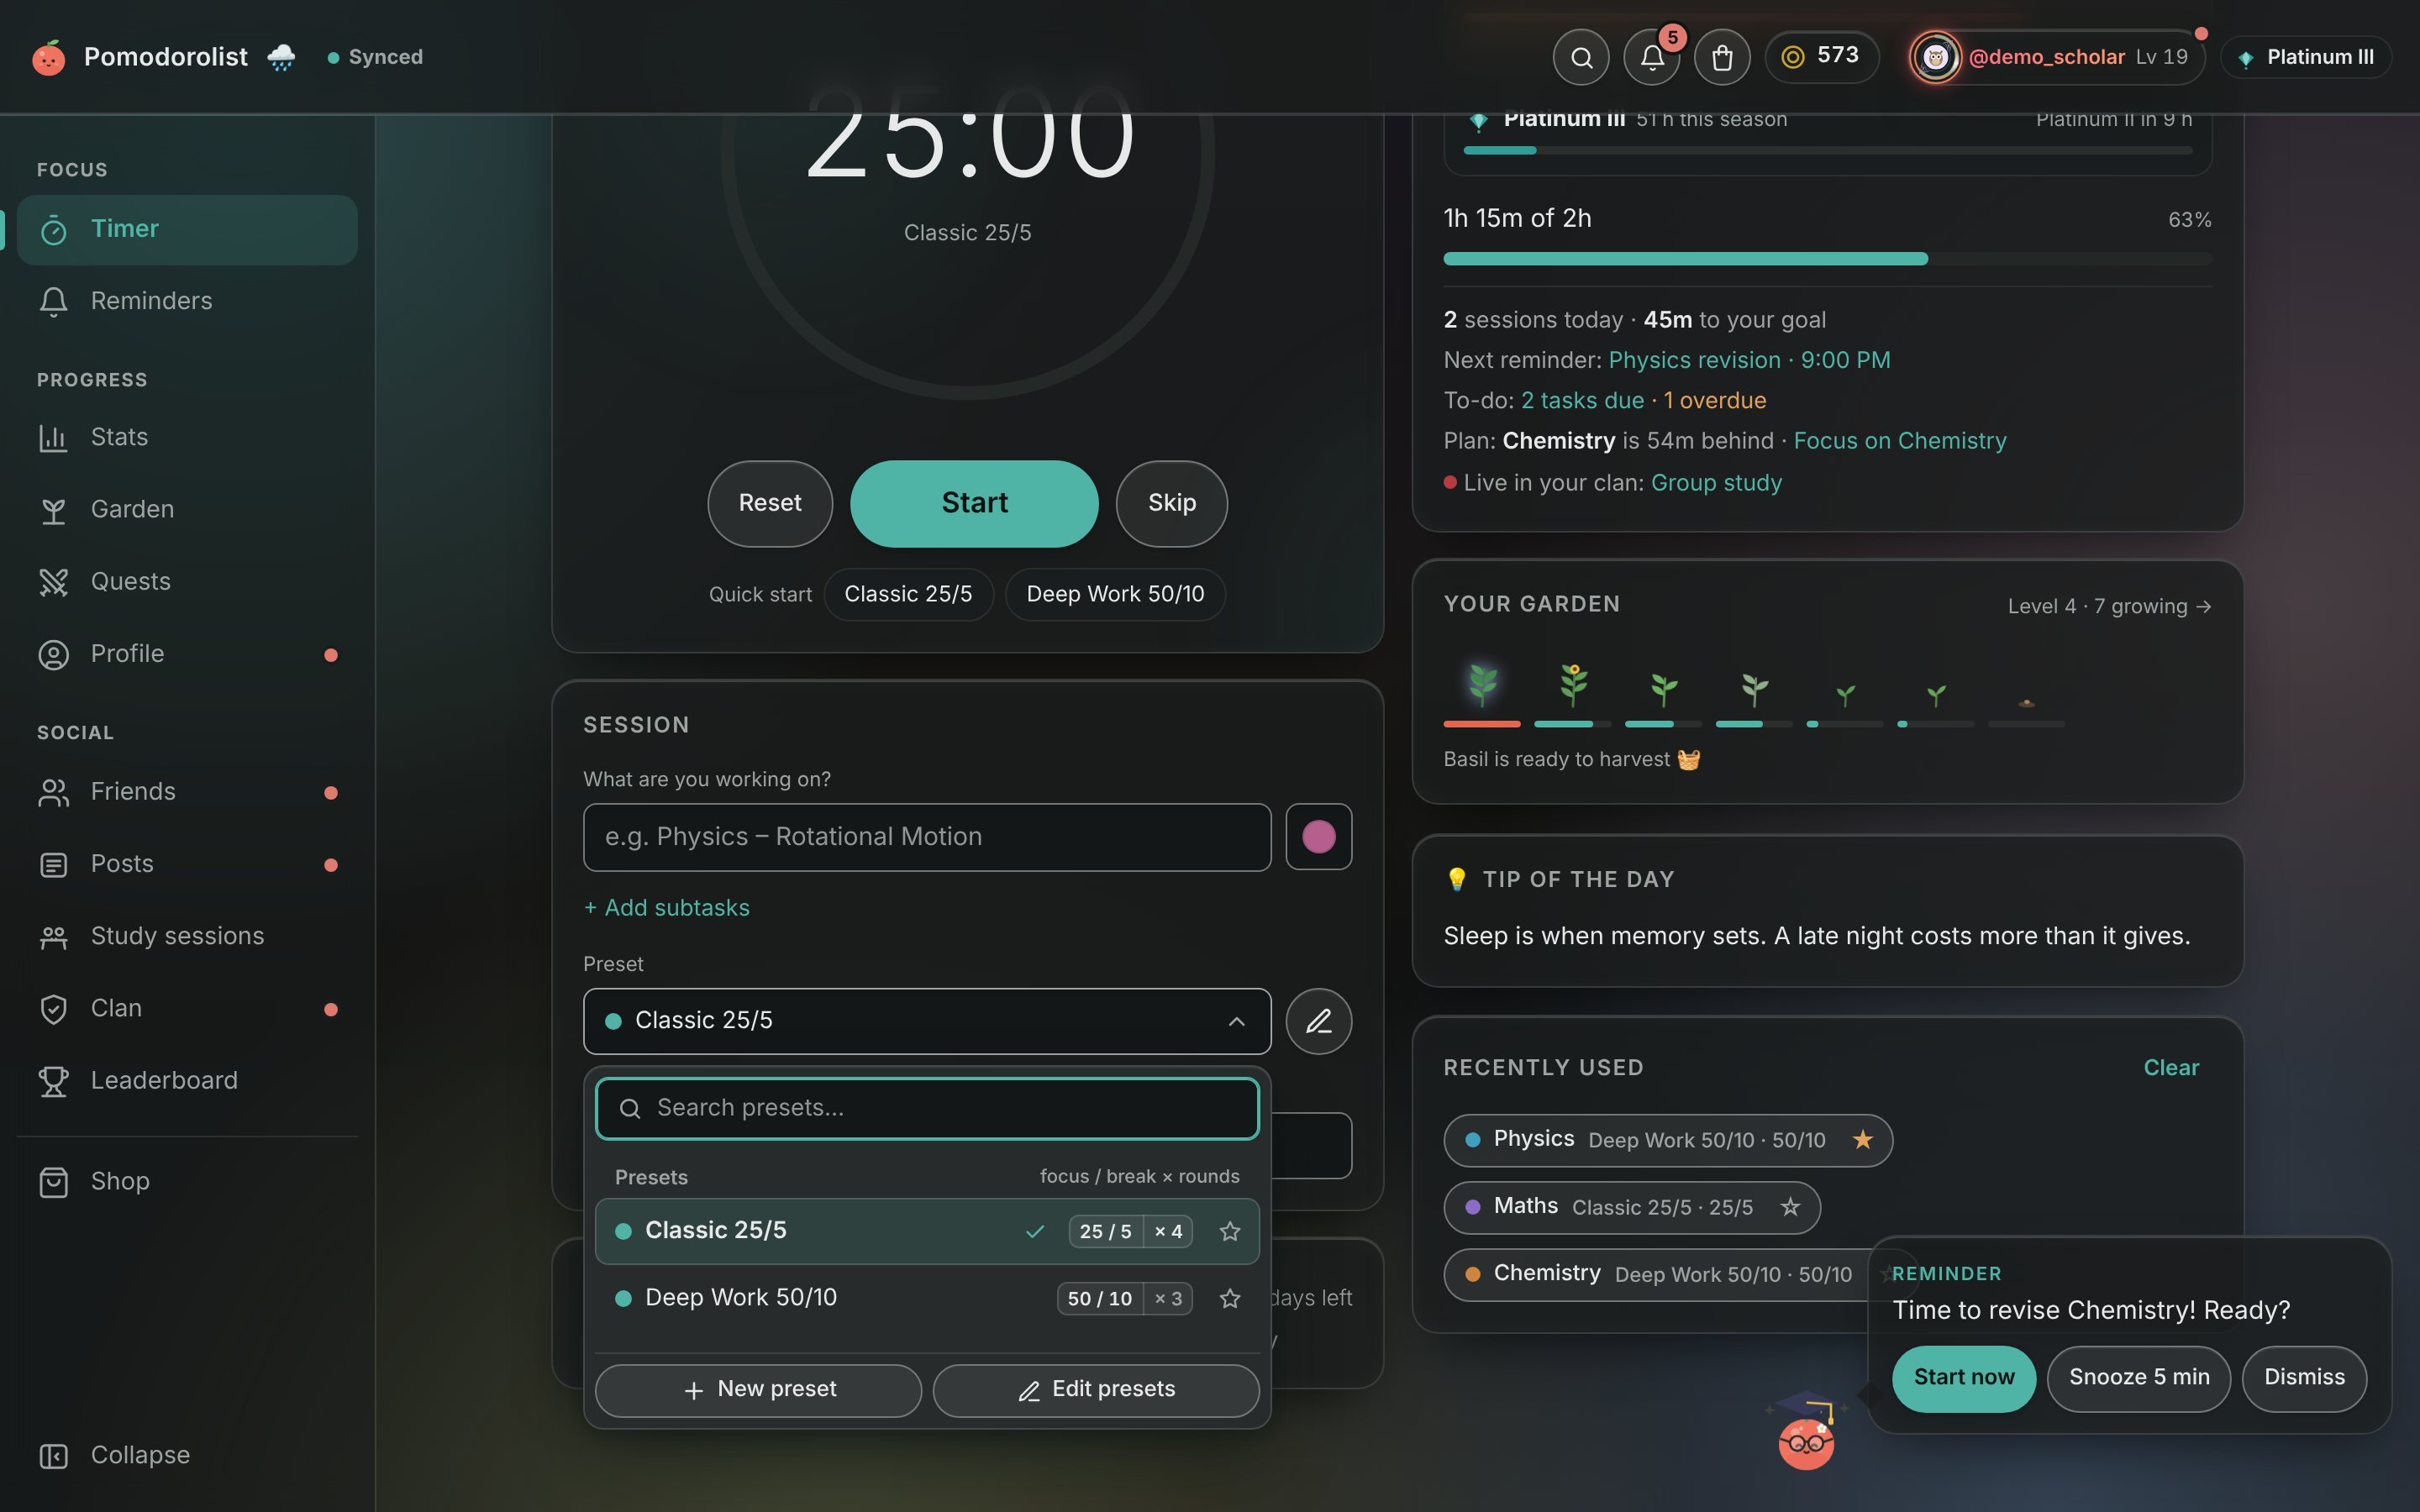 Pomodorolist
Synced
5
573
@demo_scholar Lv 19
Platinum III
FOCUS
Timer
Reminders
PROGRESS
Stats
Garden
Quests
Profile
SOCIAL
Friends
Posts
Study sessions
Clan
Leaderboard
Shop
Collapse
25:00
Classic 25/5
Reset
Start
Skip
Quick start
Classic 25/5
Deep Work 50/10
SESSION
What are you working on?
e.g. Physics – Rotational Motion
+ Add subtasks
Preset
Classic 25/5
Search presets...
Presets
focus / break × rounds
Classic 25/5
25 / 5 × 4
Deep Work 50/10
50 / 10 × 3
New preset
Edit presets
days left
Platinum III 51 h this season
Platinum II in 9 h
1h 15m of 2h
63%
2 sessions today · 45m to your goal
Next reminder: Physics revision · 9:00 PM
To-do: 2 tasks due · 1 overdue
Plan: Chemistry is 54m behind · Focus on Chemistry
Live in your clan: Group study
YOUR GARDEN
Level 4 · 7 growing →
Basil is ready to harvest
TIP OF THE DAY
Sleep is when memory sets. A late night costs more than it gives.
RECENTLY USED
Clear
Physics Deep Work 50/10 · 50/10
Maths Classic 25/5 · 25/5
Chemistry Deep Work 50/10 · 50/10
REMINDER
Time to revise Chemistry! Ready?
Start now
Snooze 5 min
Dismiss